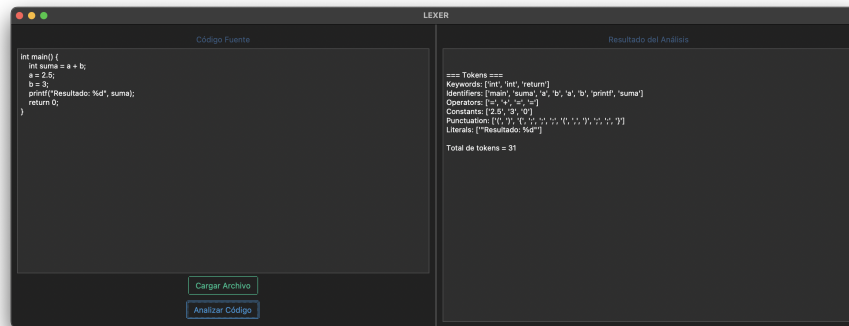 LEXER
Código Fuente
int main() {
int suma = a + b;
a = 2.5;
b = 3;
printf("Resultado: %d", suma);
return 0;
}
Cargar Archivo
Analizar Código
Resultado del Análisis
=== Tokens ===
Keywords: ['int', 'int', 'return']
Identifiers: ['main', 'suma', 'a', 'b', 'a', 'b', 'printf', 'suma']
Operators: ['=', '+', '=', '=']
Constants: ['2.5', '3', '0']
Punctuation: ['(', ')', '{', ';', ';', ';', '(', ',', ')', ';', ';', '}']
Literals: ['"Resultado: %d"']
Total de tokens = 31